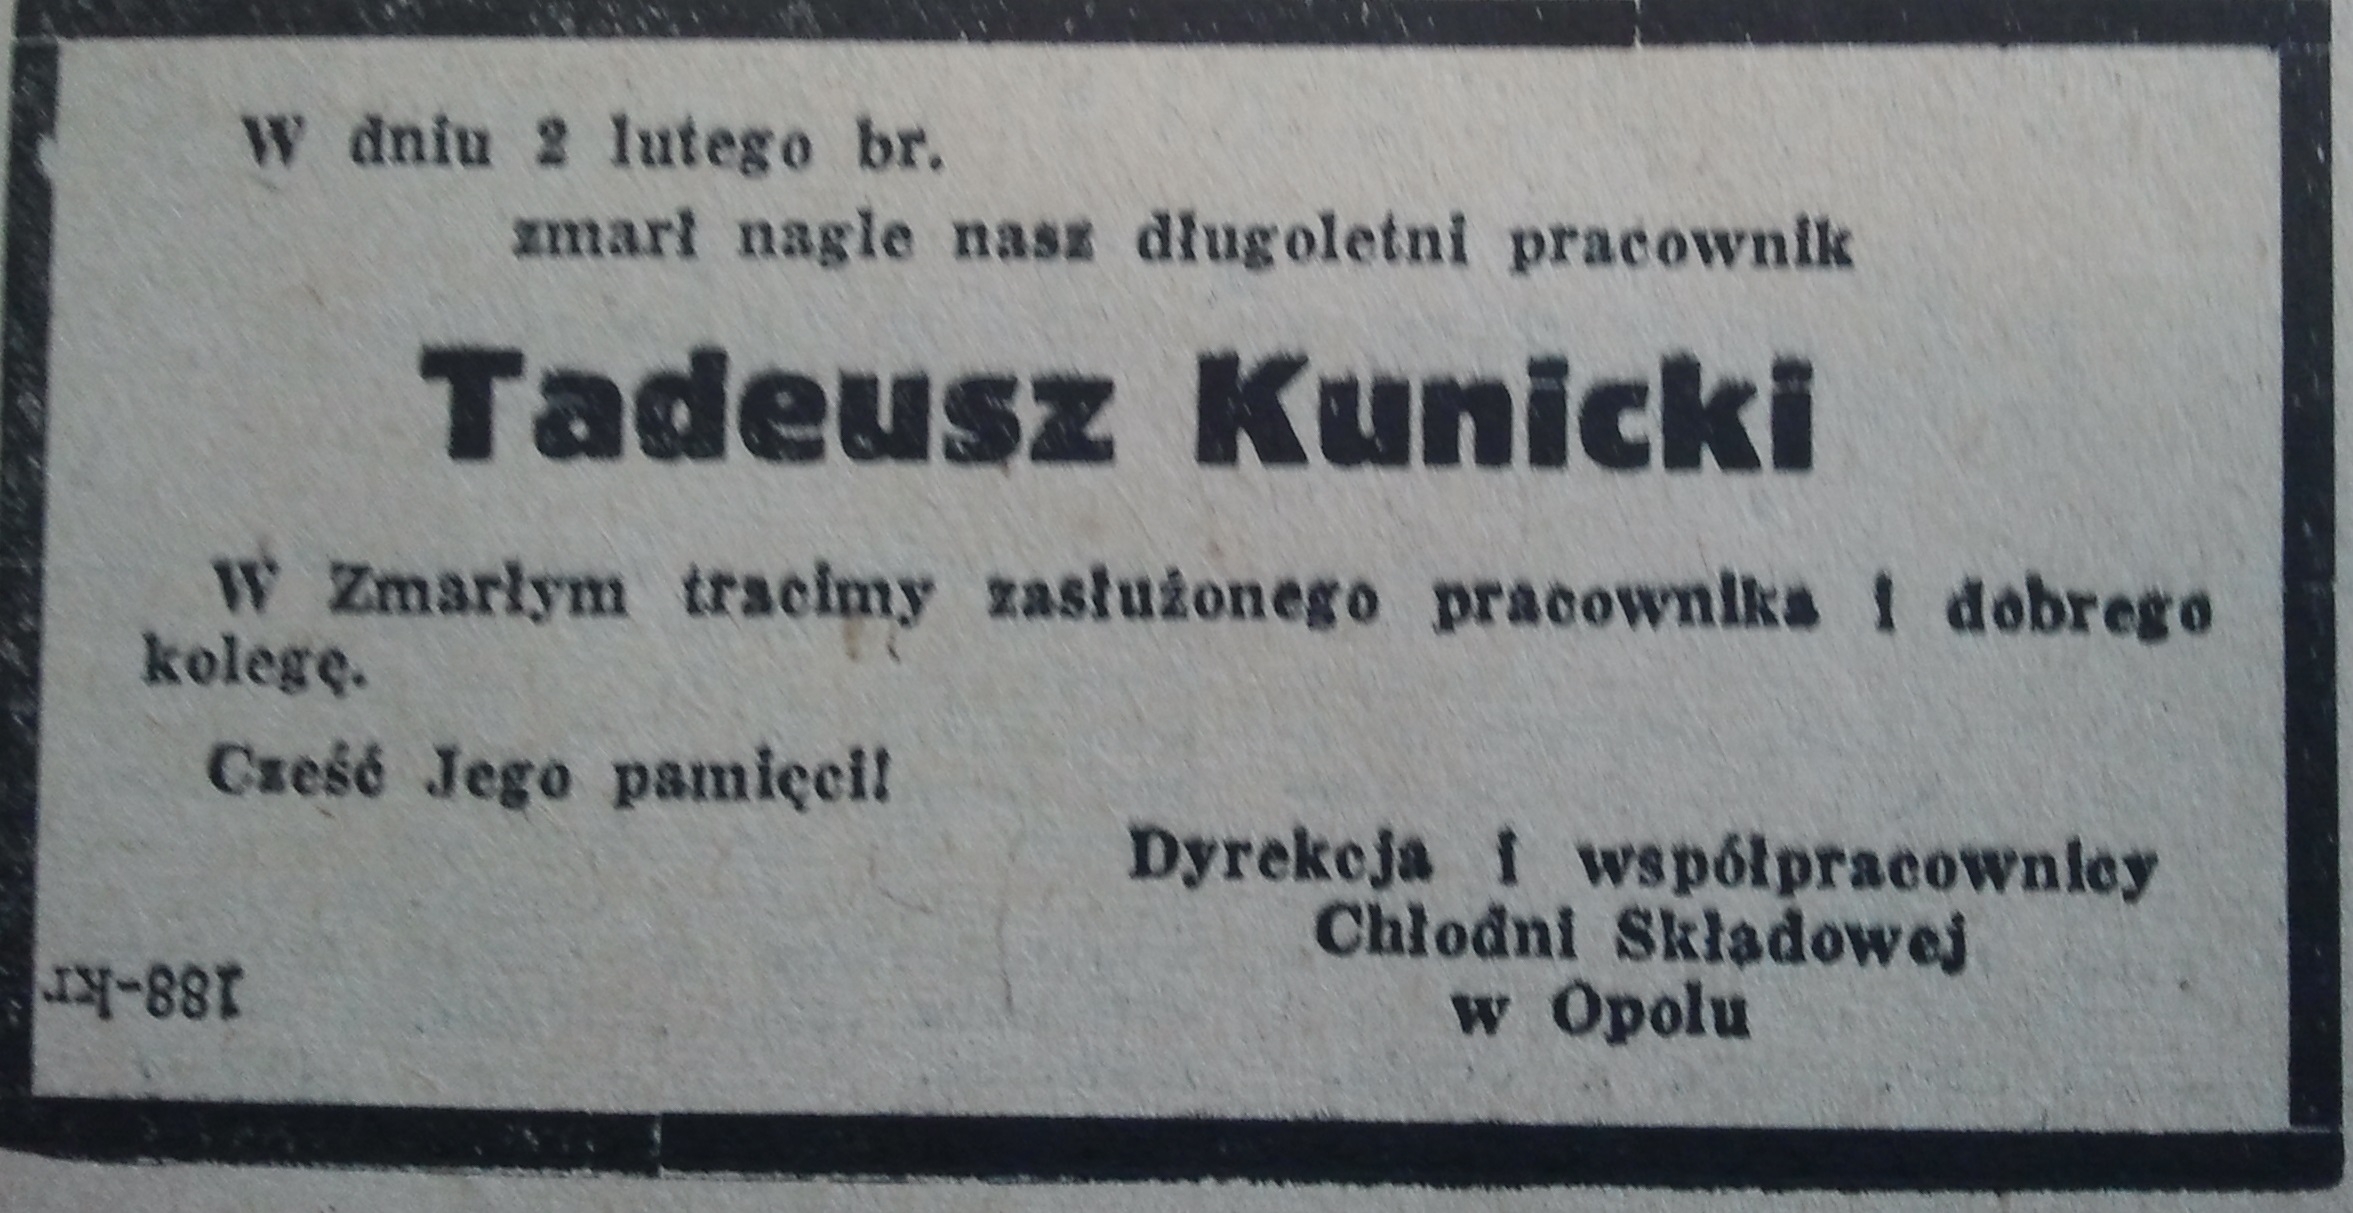 W dniu 2 lutego br.
zmarł nagle nasz długoletni pracownik
Tadeusz Kunicki
W Zmarłym tracimy zasłużonego pracownika i dobrego
kolegę.
Cześć Jego pamięci!
Dyrekcja i współpracownicy
Chłodni Składowej
w Opolu
188-kr